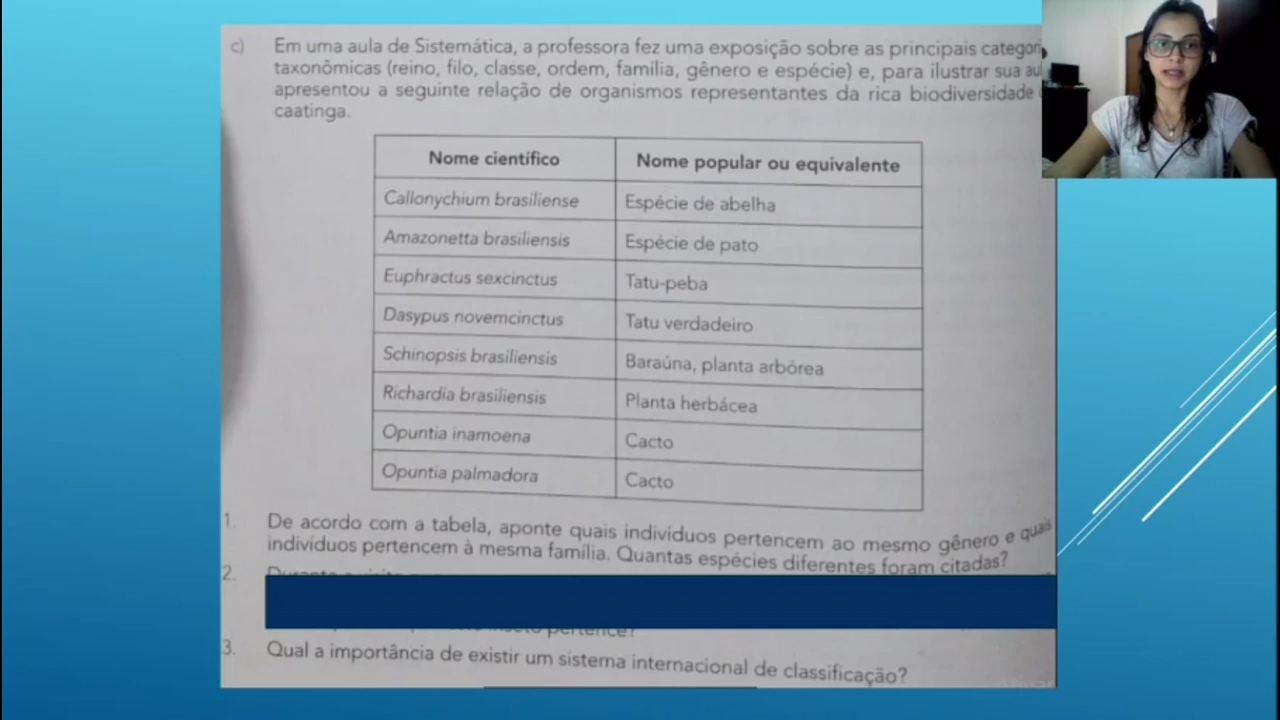 c) Em uma aula de Sistemática, a professora fez uma exposição sobre as principais categori
taxonômicas (reino, filo, classe, ordem, família, gênero e espécie) e, para ilustrar sua au
apresentou a seguinte relação de organismos representantes da rica biodiversidade
caatinga.
Nome científico Nome popular ou equivalente
Callonychium brasiliense Espécie de abelha
Amazonetta brasiliensis Espécie de pato
Euphractus sexcinctus Tatu-peba
Dasypus novemcinctus Tatu verdadeiro
Schinopsis brasiliensis Baraúna, planta arbórea
Richardia brasiliensis Planta herbácea
Opuntia inamoena Cacto
Opuntia palmadora Cacto
1. De acordo com a tabela, aponte quais indivíduos pertencem ao mesmo gênero e quais
indivíduos pertencem à mesma família. Quantas espécies diferentes foram citadas?
2.
pertence?
3. Qual a importância de existir um sistema internacional de classificação?